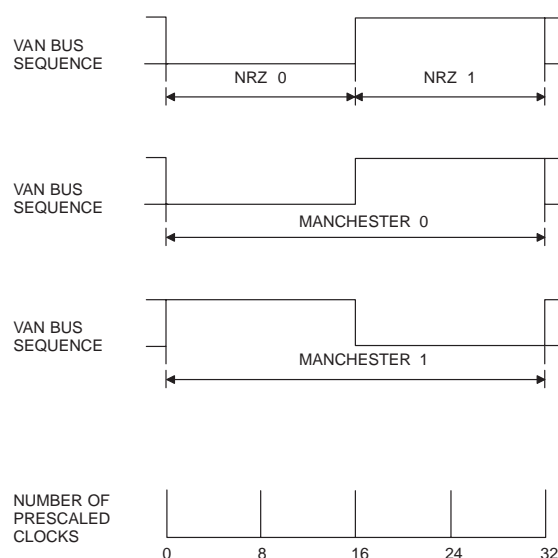 VAN BUS
SEQUENCE
NRZ 0
NRZ 1
VAN BUS
SEQUENCE
MANCHESTER 0
VAN BUS
SEQUENCE
MANCHESTER 1
NUMBER OF
PRESCALED
CLOCKS
0 8 16 24 32